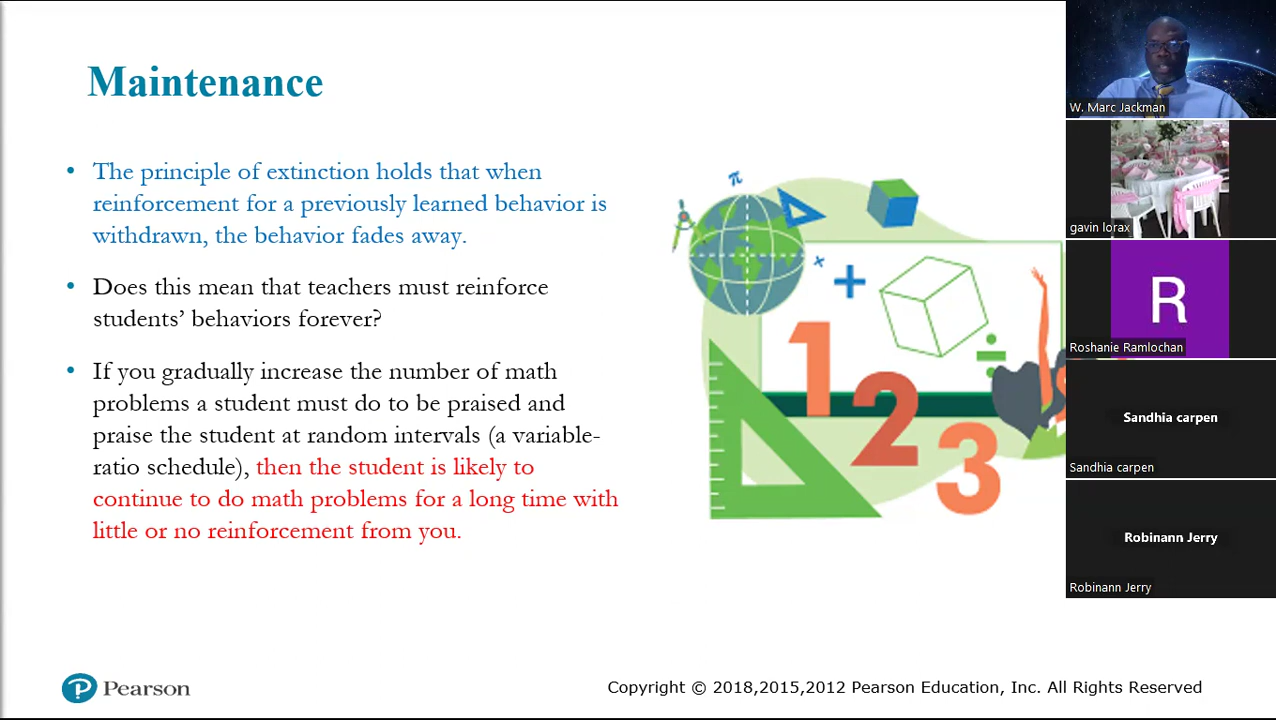 Maintenance
• The principle of extinction holds that when
reinforcement for a previously learned behavior is
withdrawn, the behavior fades away.
• Does this mean that teachers must reinforce
students’ behaviors forever?
• If you gradually increase the number of math
problems a student must do to be praised and
praise the student at random intervals (a variable-
ratio schedule), then the student is likely to
continue to do math problems for a long time with
little or no reinforcement from you.
π
+
×
÷
1
2
3
P Pearson
Copyright © 2018,2015,2012 Pearson Education, Inc. All Rights Reserved
W. Marc Jackman
gavin lorax
R
Roshanie Ramlochan
Sandhia carpen
Sandhia carpen
Robinann Jerry
Robinann Jerry